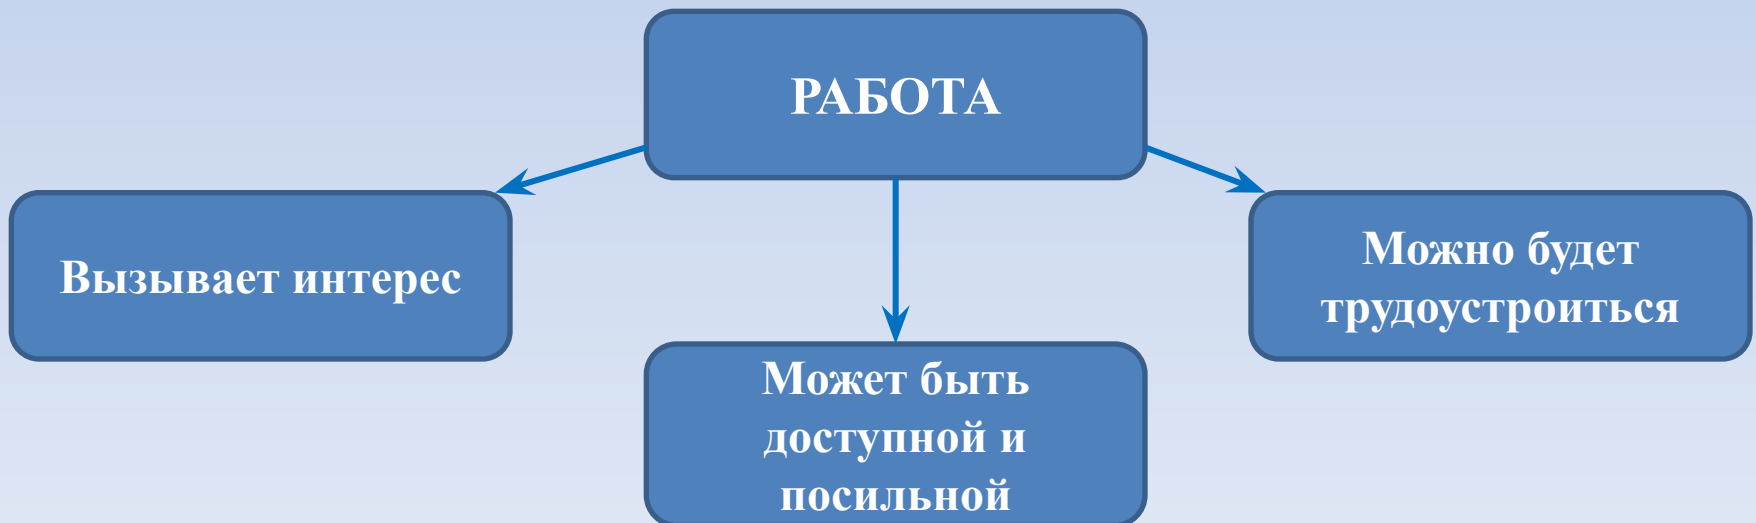 РАБОТА
Вызывает интерес
Можно будет
трудоустроиться
Может быть
доступной и
посильной